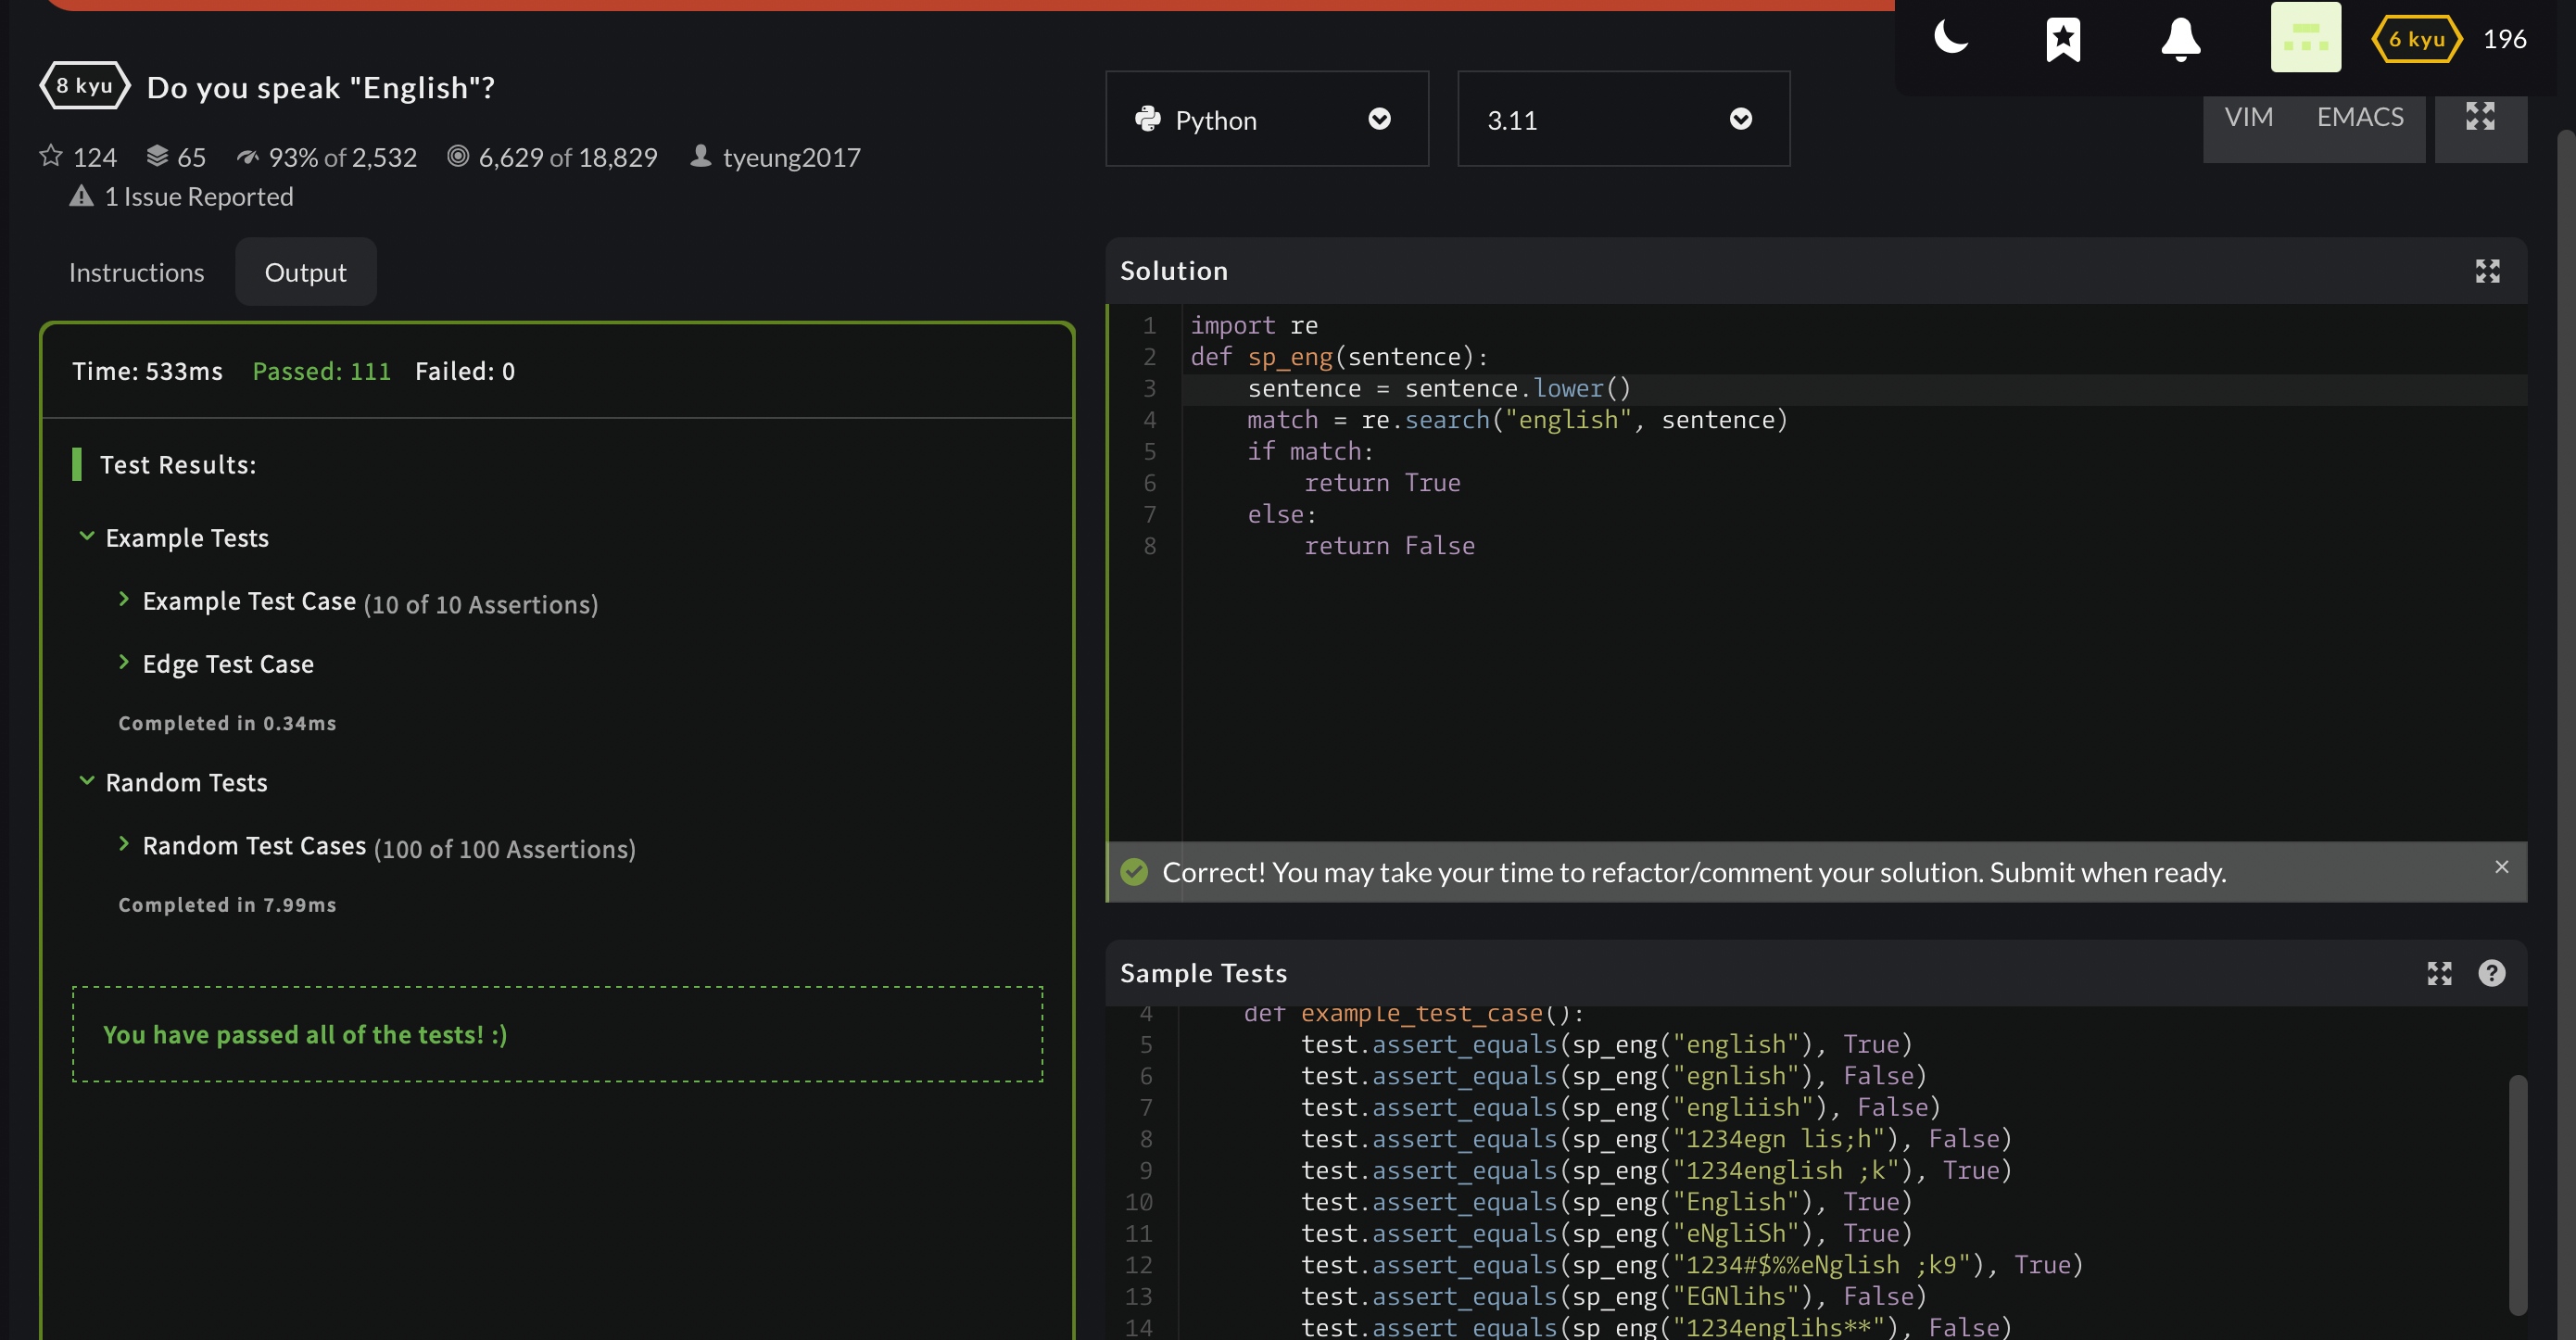 6 kyu 196
8 kyu Do you speak "English"?
124 65 93% of 2,532 6,629 of 18,829 tyeung2017
1 Issue Reported
Python
3.11
VIM EMACS
Instructions Output
Time: 533ms Passed: 111 Failed: 0
Test Results:
Example Tests
Example Test Case (10 of 10 Assertions)
Edge Test Case
Completed in 0.34ms
Random Tests
Random Test Cases (100 of 100 Assertions)
Completed in 7.99ms
You have passed all of the tests! :)
Solution
1 import re
2 def sp_eng(sentence):
3 sentence = sentence.lower()
4 match = re.search("english", sentence)
5 if match:
6 return True
7 else:
8 return False
Correct! You may take your time to refactor/comment your solution. Submit when ready.
Sample Tests
4 def example_test_case():
5 test.assert_equals(sp_eng("english"), True)
6 test.assert_equals(sp_eng("egnlish"), False)
7 test.assert_equals(sp_eng("engliish"), False)
8 test.assert_equals(sp_eng("1234egn lis;h"), False)
9 test.assert_equals(sp_eng("1234english ;k"), True)
10 test.assert_equals(sp_eng("English"), True)
11 test.assert_equals(sp_eng("eNgliSh"), True)
12 test.assert_equals(sp_eng("1234#$%%eNglish ;k9"), True)
13 test.assert_equals(sp_eng("EGNlihs"), False)
14 test.assert_equals(sp_eng("1234englihs**"), False)